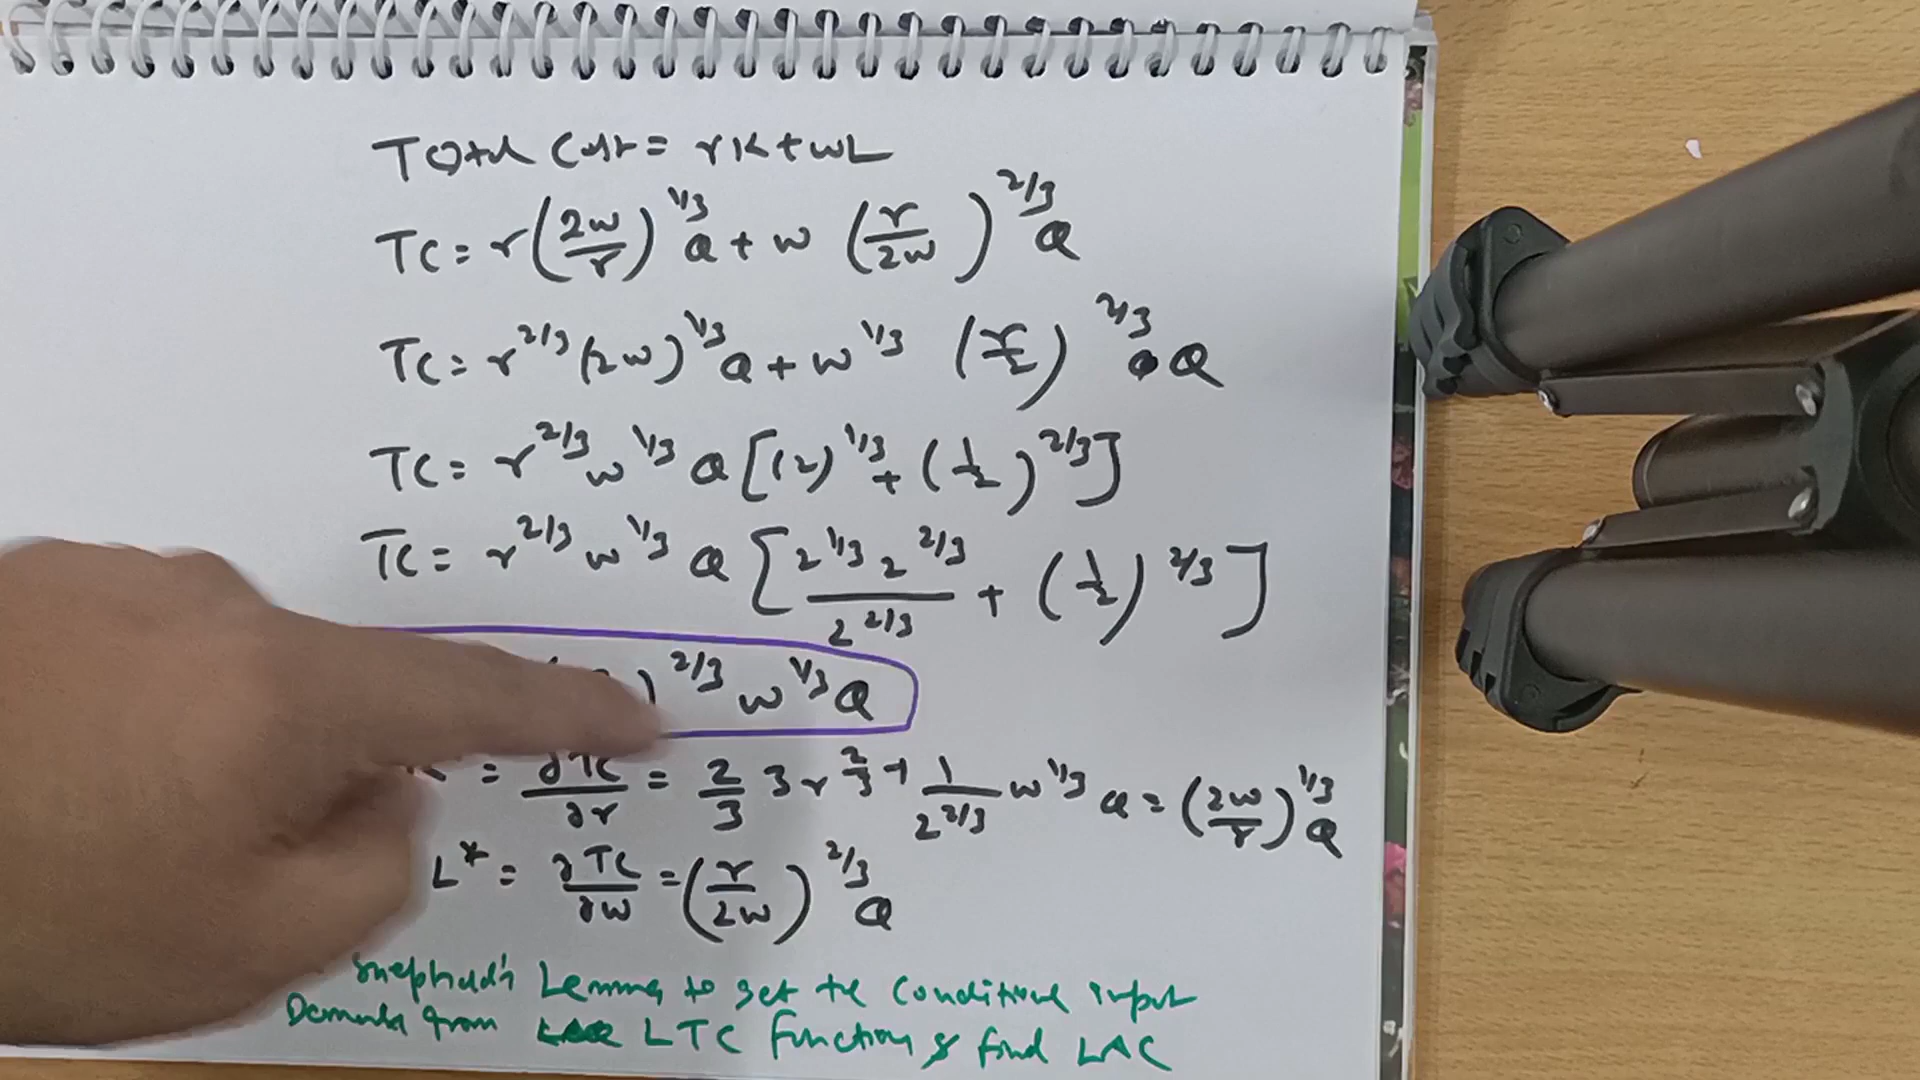 Total Cost = rK + wL
TC = r(2w/r)^1/3 Q + w (r/2w)^2/3 Q
TC = r^2/3 (2w)^1/3 Q + w^1/3 (r/2)^2/3 Q
TC = r^2/3 w^1/3 Q [(2)^1/3 + (1/2)^2/3]
TC = r^2/3 w^1/3 Q [2^1/3 2^2/3 / 2^2/3 + (1/2)^2/3]
)^2/3 w^1/3 Q
= ∂TC/∂r = 2/3 3 r^2/3-1 1/2^2/3 w^1/3 Q = (2w/r)^1/3 Q
L* = ∂TC/∂w = (r/2w)^2/3 Q
Shephard's Lemma to get the Conditional input
Demands from LTC function & find LAC